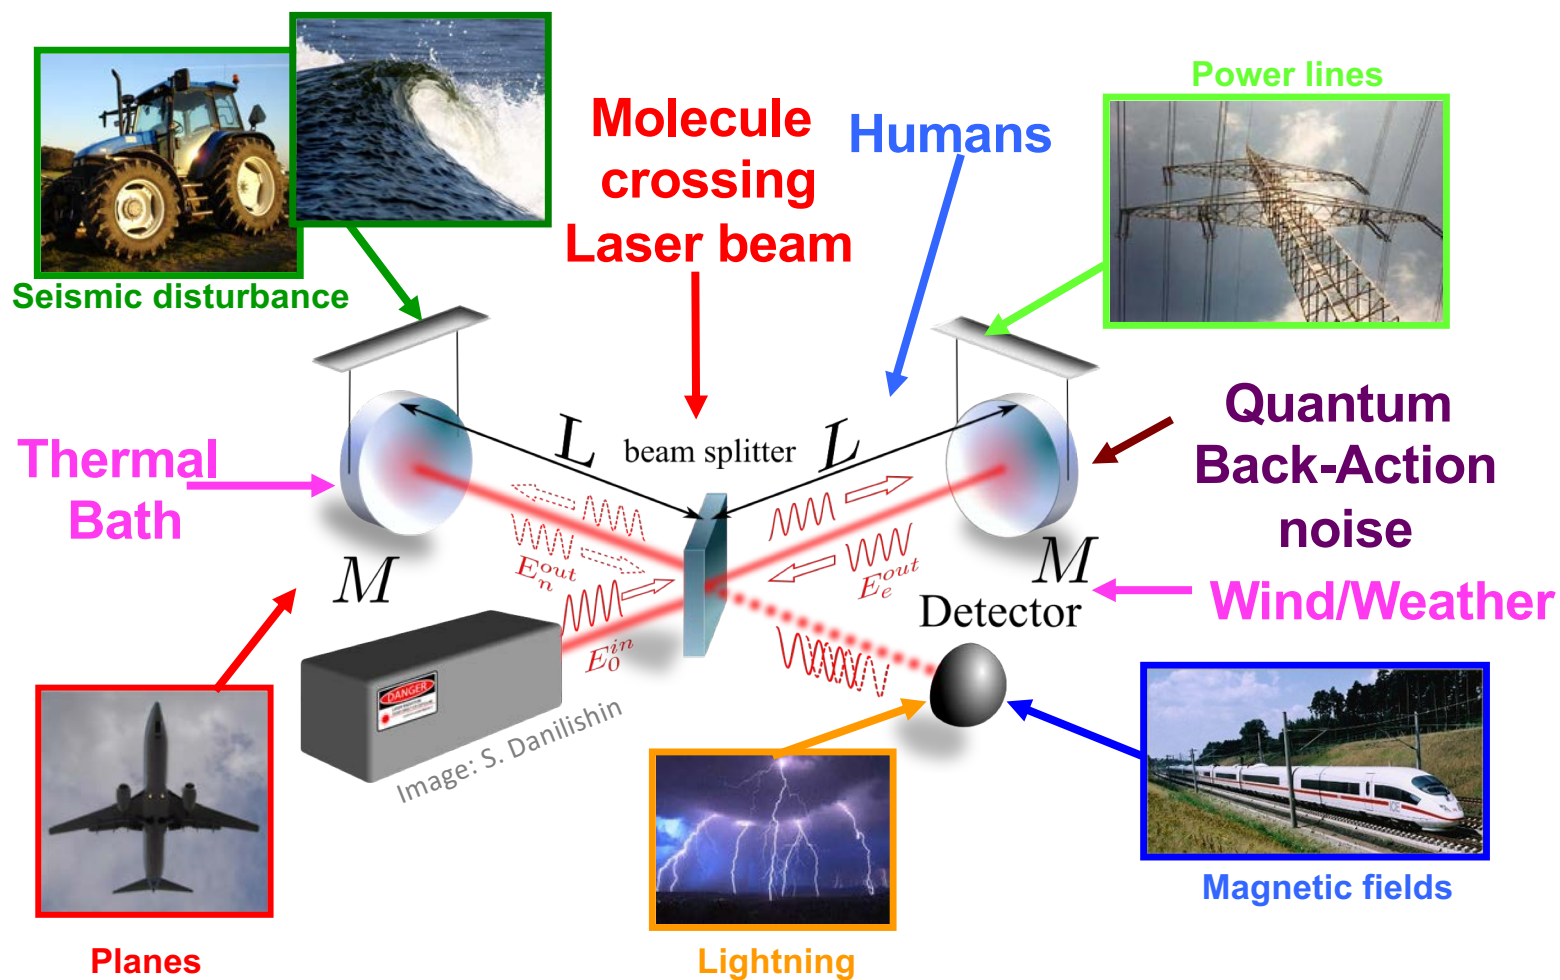 Power lines
Molecule
crossing
Laser beam
Humans
Seismic disturbance
Quantum
Back-Action
noise
Thermal
Bath
L
beam splitter
L
M
M
E_n^{out}
E_e^{out}
E_0^{in}
Wind/Weather
Detector
DANGER
Image: S. Danilishin
Magnetic fields
Planes
Lightning